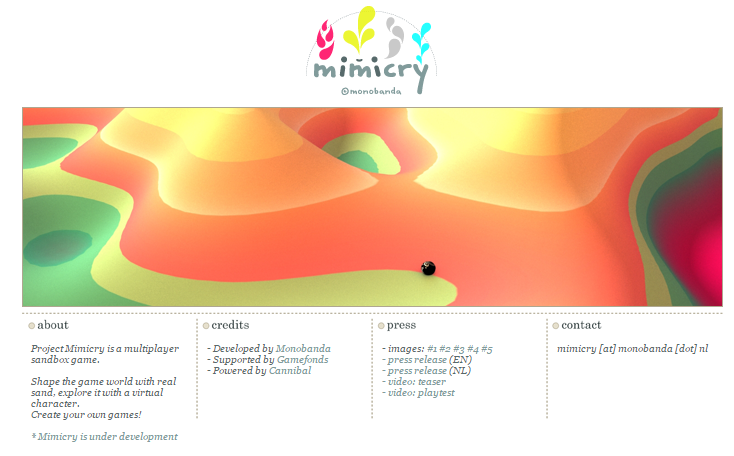 mimicry
@monobanda
about
Project Mimicry is a multiplayer
sandbox game.
Shape the game world with real
sand, explore it with a virtual
character.
Create your own games!
* Mimicry is under development
credits
- Developed by Monobanda
- Supported by Gamefonds
- Powered by Cannibal
press
- images: #1 #2 #3 #4 #5
- press release (EN)
- press release (NL)
- video: teaser
- video: playtest
contact
mimicry [at] monobanda [dot] nl